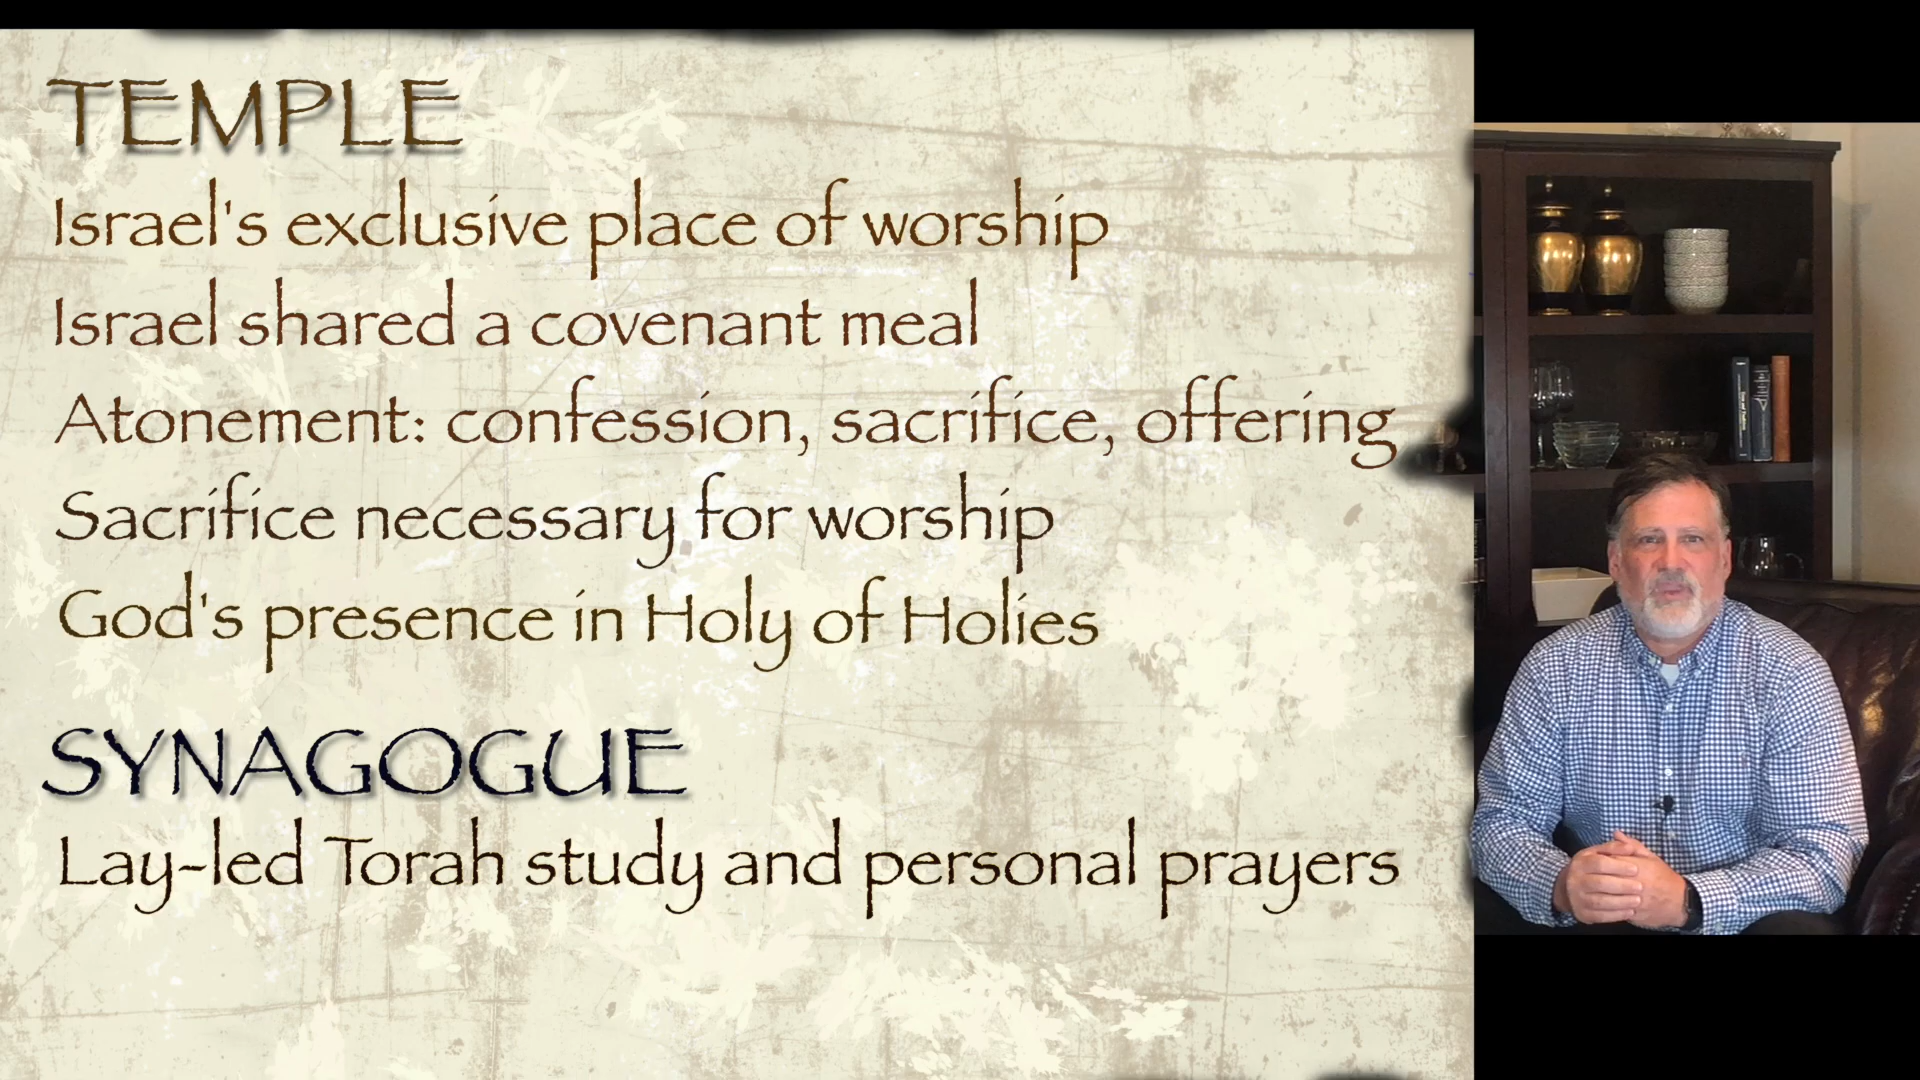 TEMPLE
Israel's exclusive place of worship
Israel shared a covenant meal
Atonement: confession, sacrifice, offering
Sacrifice necessary for worship
God's presence in Holy of Holies
SYNAGOGUE
Lay-led Torah study and personal prayers